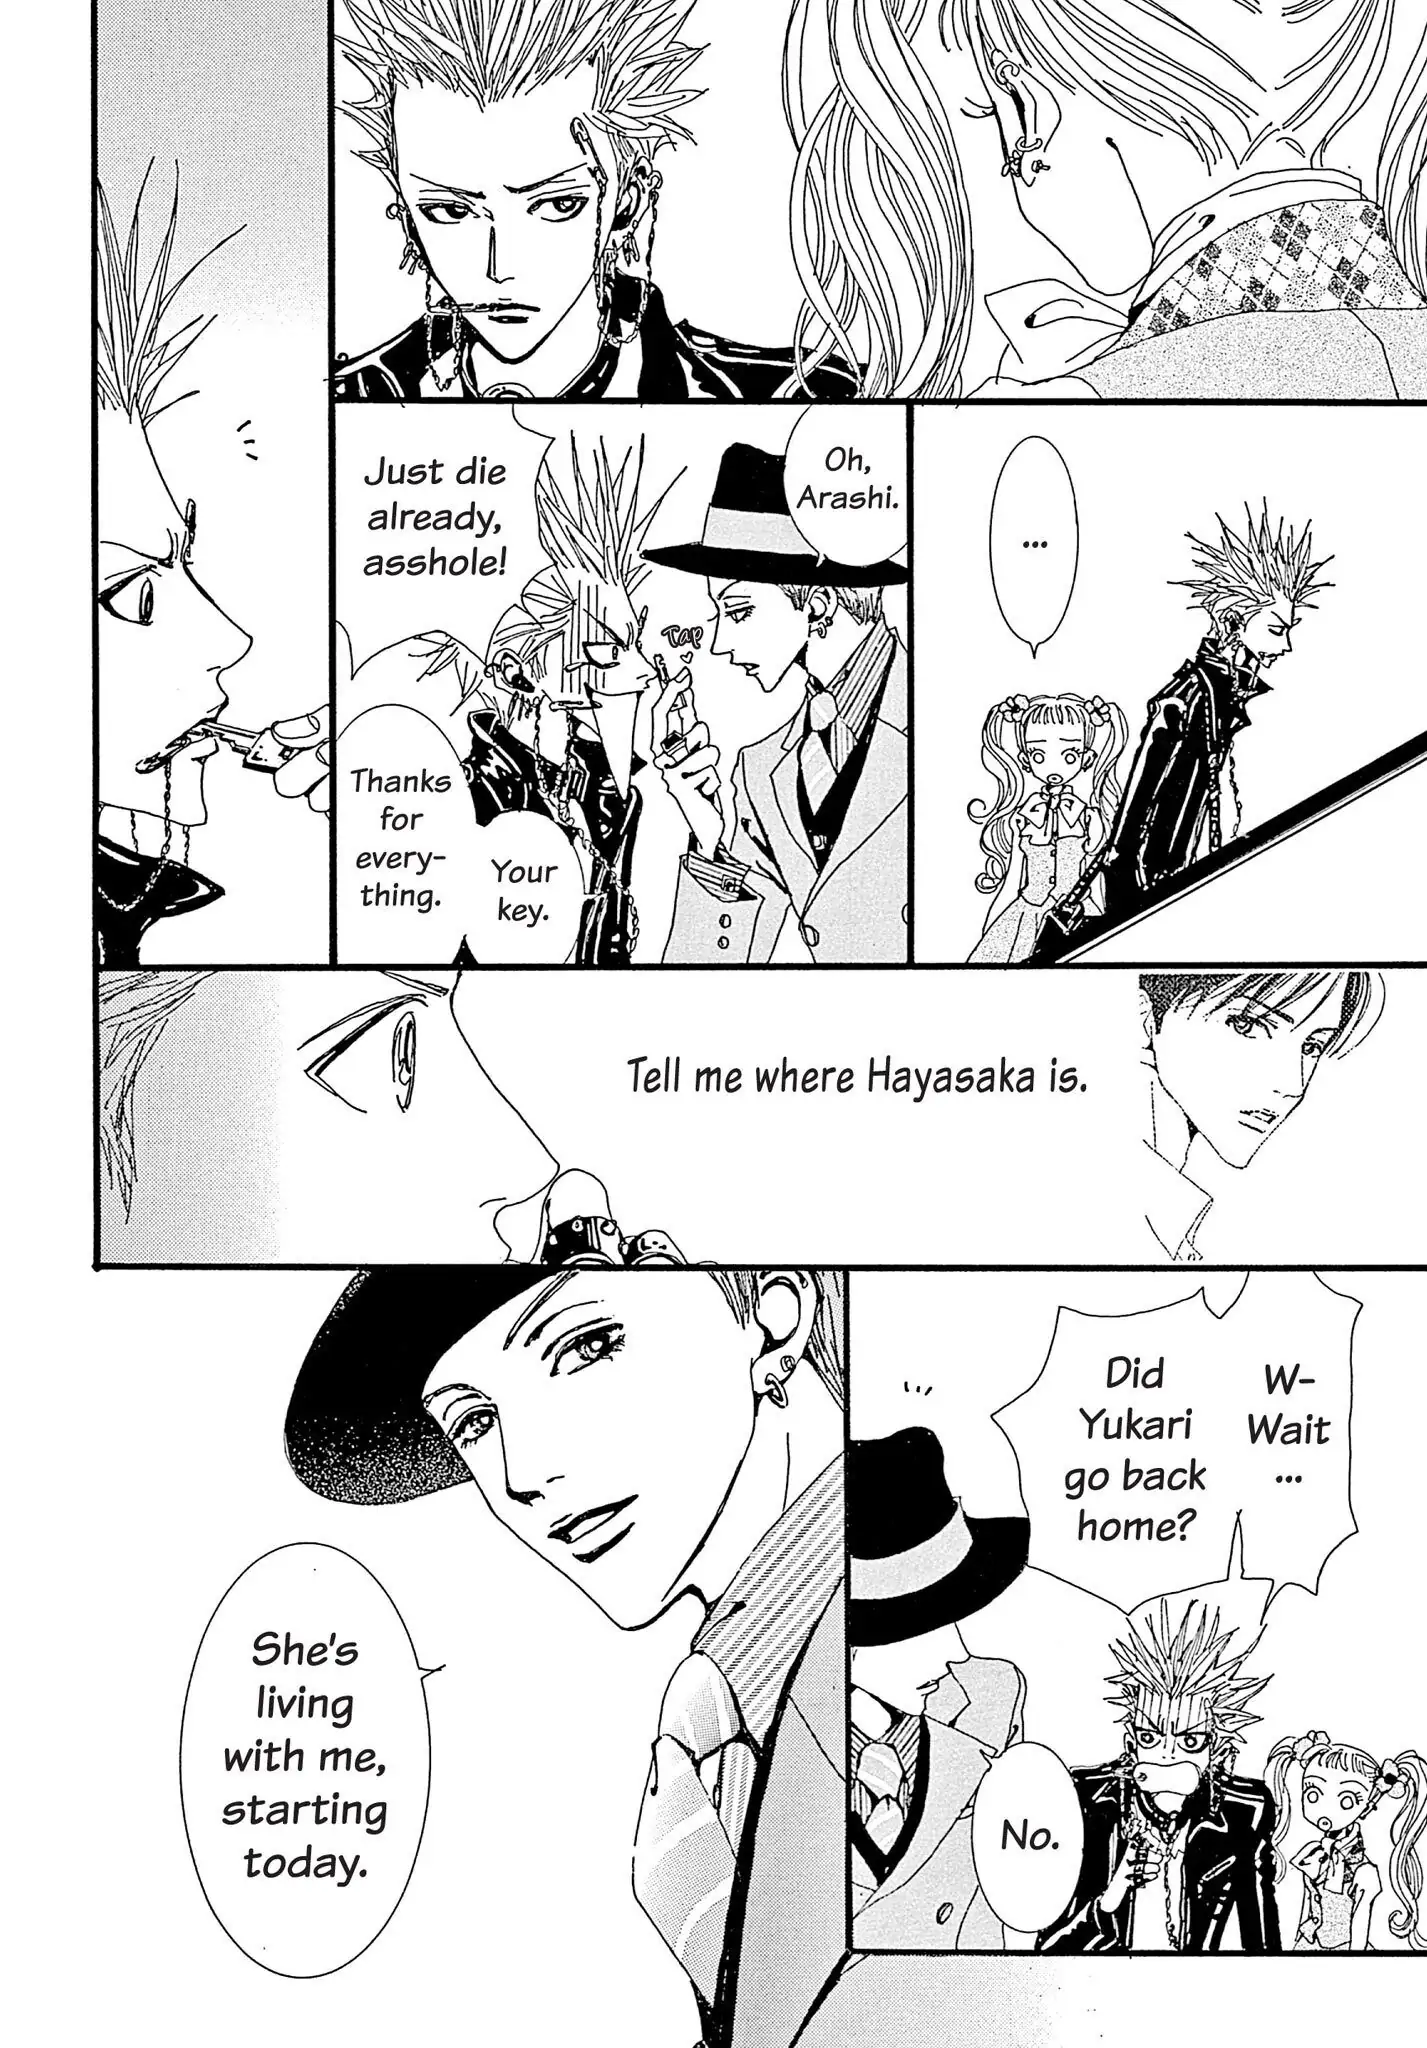 ...
Oh,
Arashi.
Tap
Just die
already,
asshole!
Your
key.
Thanks
for
every-
thing.
Tell me where Hayasaka is.
W-
Wait
...
Did
Yukari
go back
home?
No.
She's
living
with me,
starting
today.